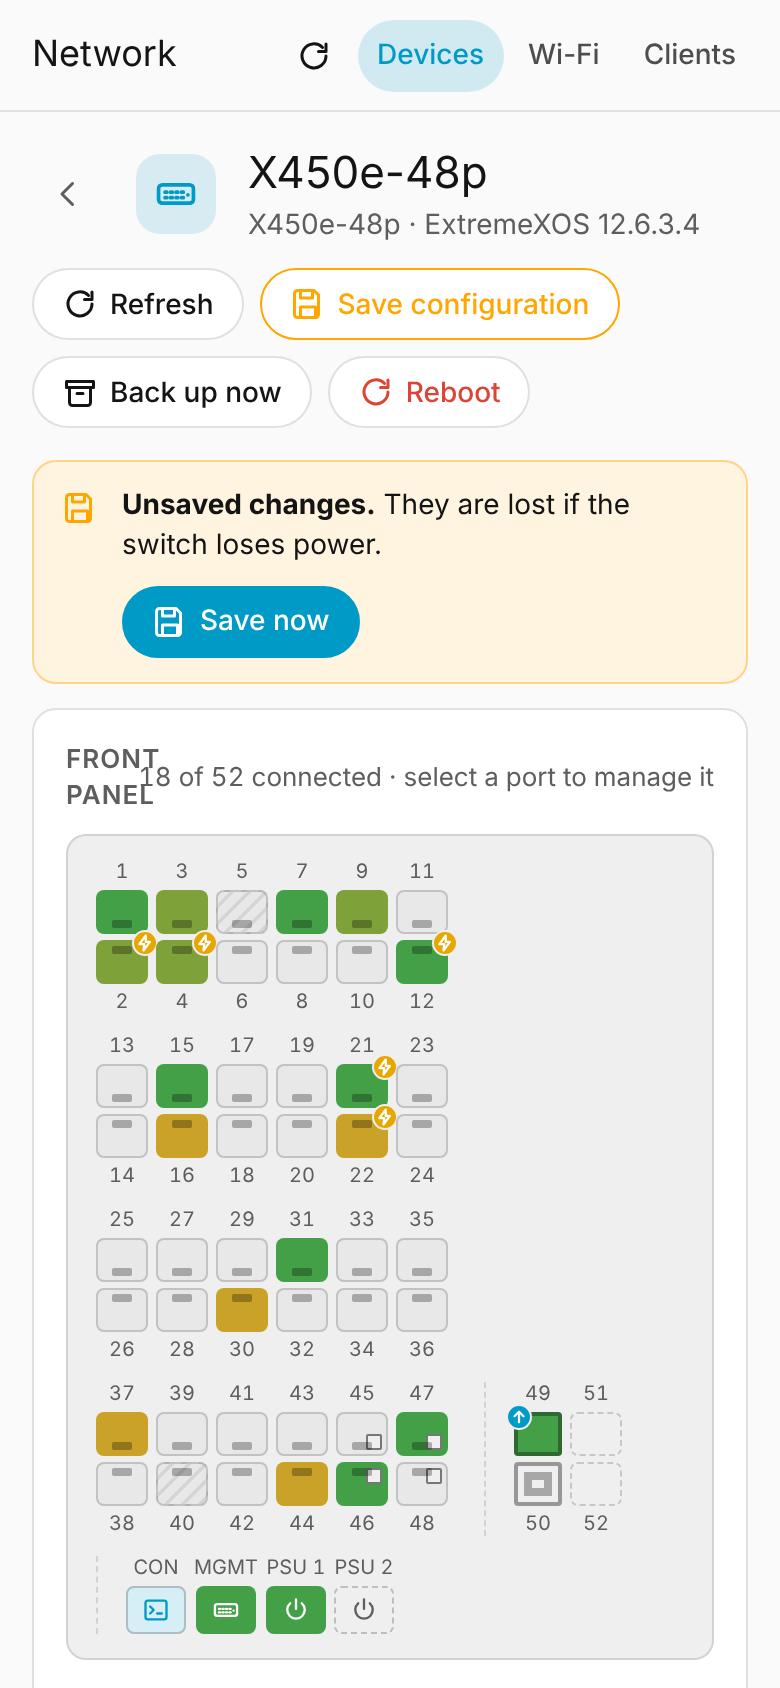 Network Devices Wi-Fi Clients
X450e-48p
X450e-48p · ExtremeXOS 12.6.3.4
Refresh Save configuration
Back up now Reboot
Unsaved changes. They are lost if the
switch loses power.
Save now
FRONT
PANEL
18 of 52 connected · select a port to manage it
1 3 5 7 9 11
2 4 6 8 10 12
13 15 17 19 21 23
14 16 18 20 22 24
25 27 29 31 33 35
26 28 30 32 34 36
37 39 41 43 45 47 49 51
38 40 42 44 46 48 50 52
CON MGMT PSU 1 PSU 2